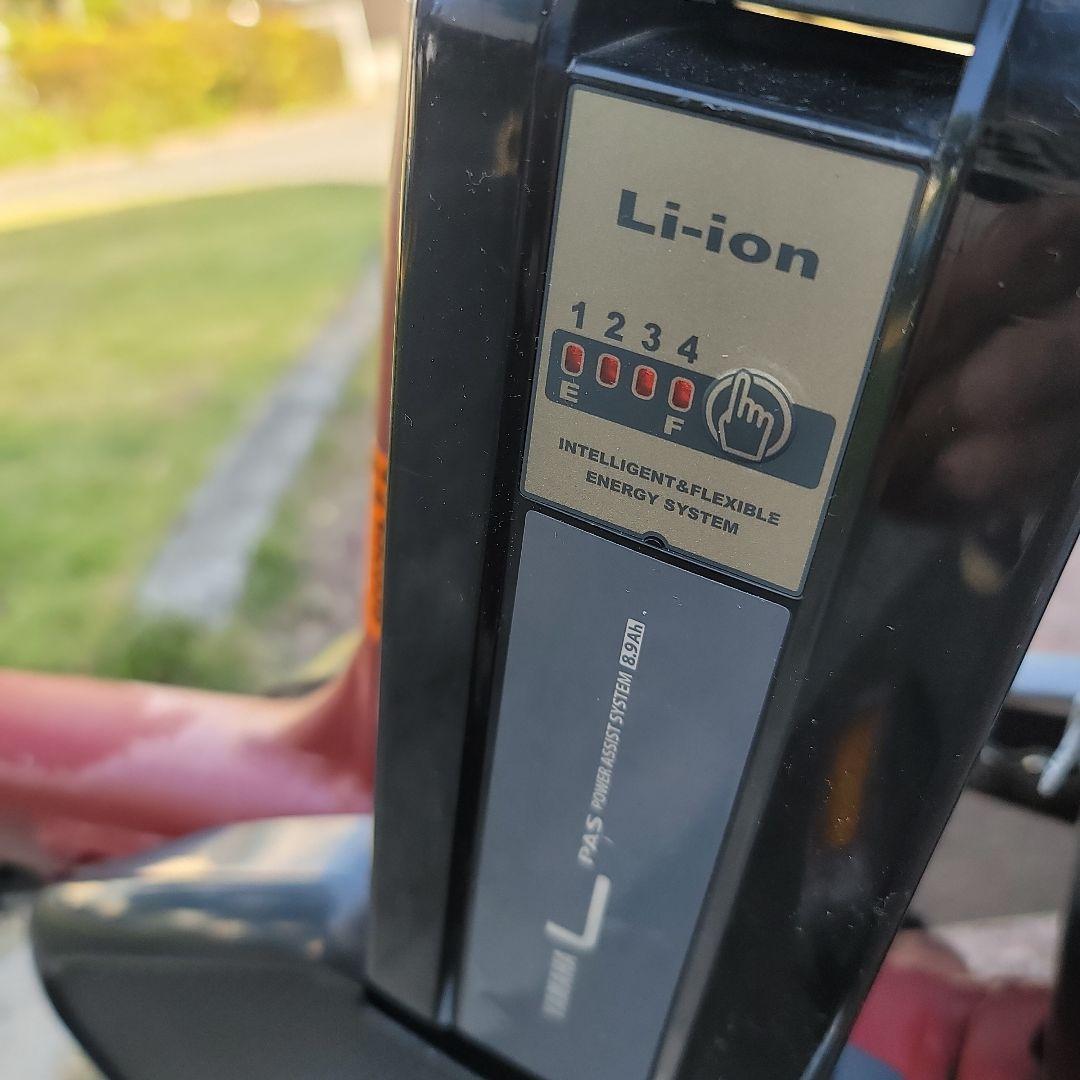 Li-ion
1 2 3 4
E F
INTELLIGENT&FLEXIBLE
ENERGY SYSTEM
YAMAHA L PAS POWER ASSIST SYSTEM 8.9Ah